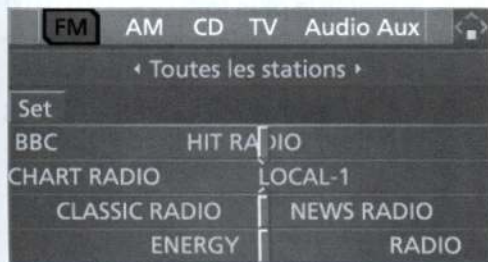 FM AM CD TV Audio Aux
Toutes les stations
Set
BBC HIT RADIO
CHART RADIO LOCAL-1
CLASSIC RADIO NEWS RADIO
ENERGY RADIO